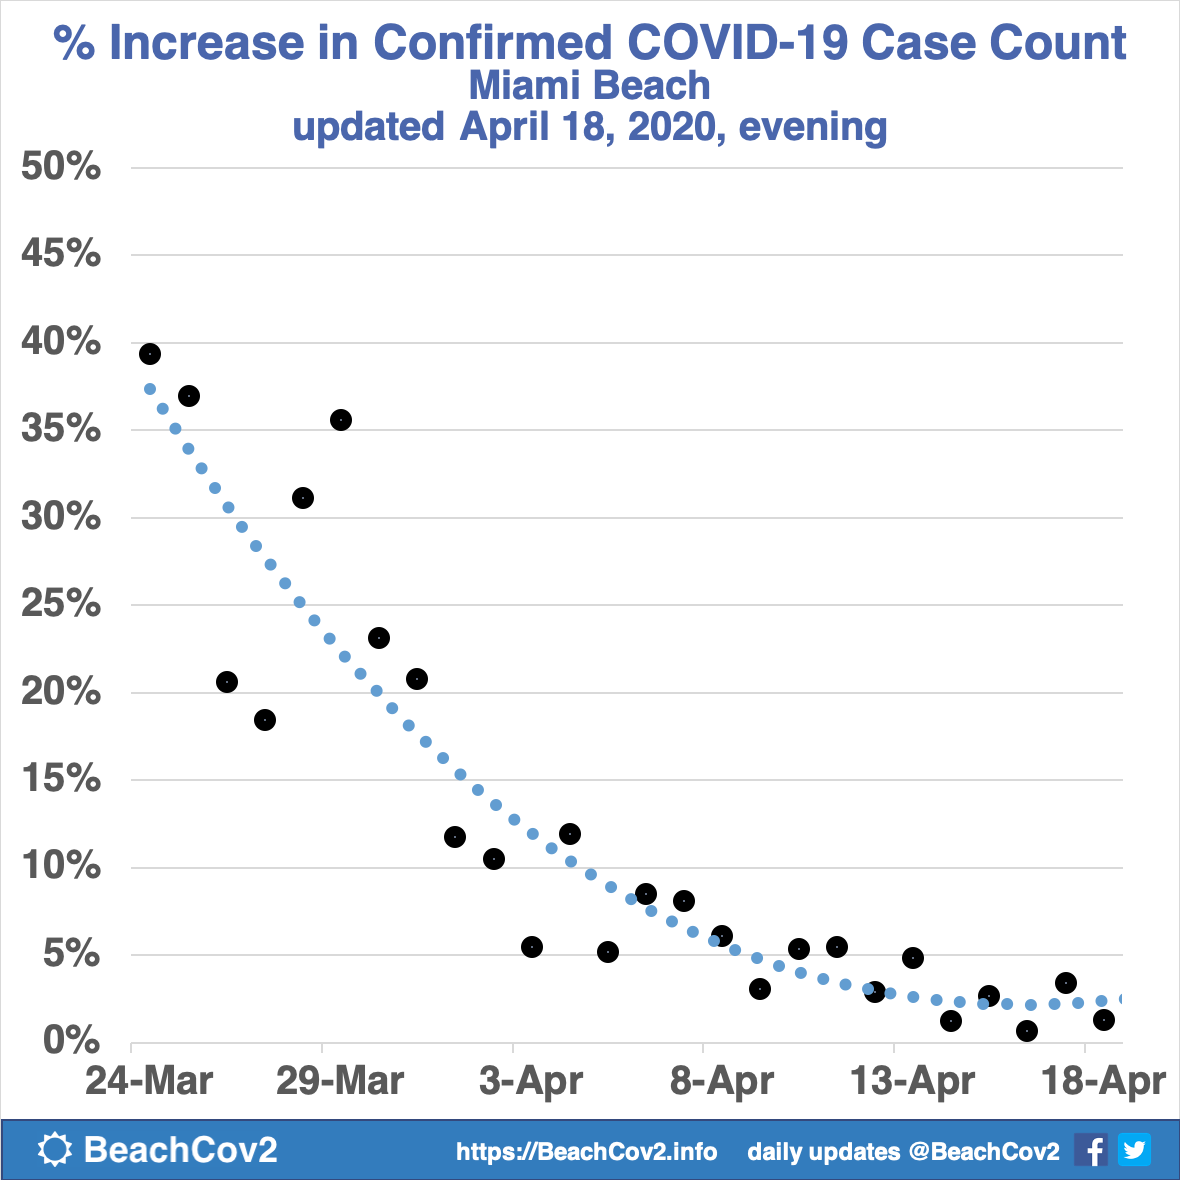 % Increase in Confirmed COVID-19 Case Count
Miami Beach
updated April 18, 2020, evening
50%
45%
40%
35%
30%
25%
20%
15%
10%
5%
0%
24-Mar 29-Mar 3-Apr 8-Apr 13-Apr 18-Apr
BeachCov2 https://BeachCov2.info daily updates @BeachCov2